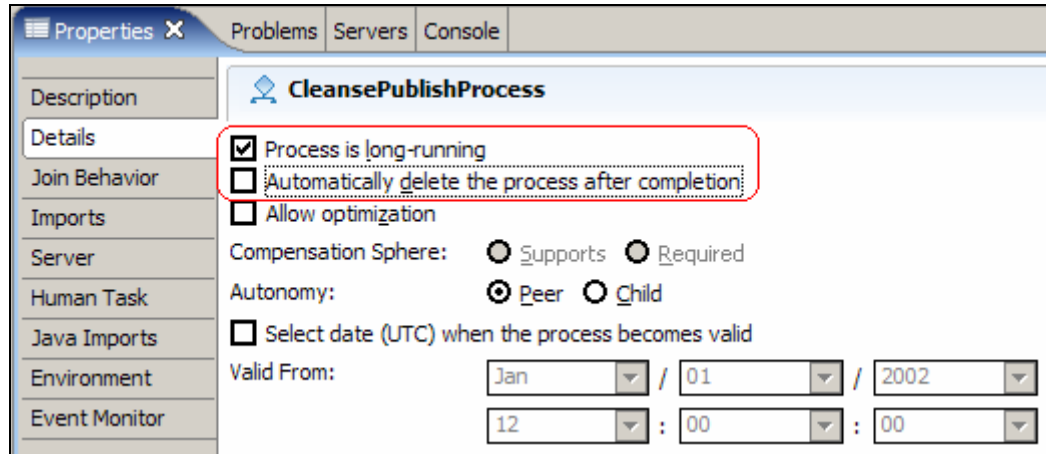 Properties Problems Servers Console
CleansePublishProcess
Description
Details
Join Behavior
Imports
Server
Human Task
Java Imports
Environment
Event Monitor
Process is long-running
Automatically delete the process after completion
Allow optimization
Compensation Sphere: Supports Required
Autonomy: Peer Child
Select date (UTC) when the process becomes valid
Valid From: Jan / 01 / 2002
12 : 00 : 00